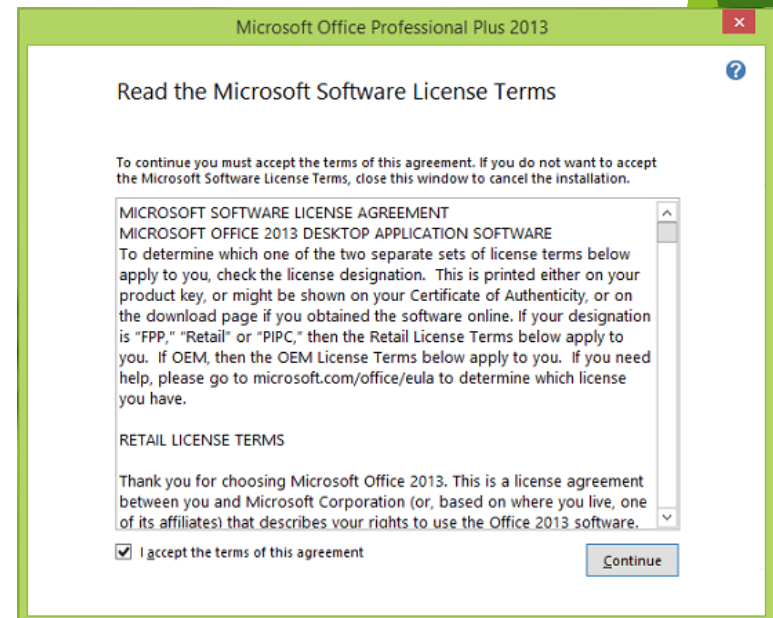 Microsoft Office Professional Plus 2013
Read the Microsoft Software License Terms
To continue you must accept the terms of this agreement. If you do not want to accept
the Microsoft Software License Terms, close this window to cancel the installation.
MICROSOFT SOFTWARE LICENSE AGREEMENT
MICROSOFT OFFICE 2013 DESKTOP APPLICATION SOFTWARE
To determine which one of the two separate sets of license terms below
apply to you, check the license designation.  This is printed either on your
product key, or might be shown on your Certificate of Authenticity, or on
the download page if you obtained the software online. If your designation
is “FPP,” “Retail” or “PIPC,” then the Retail License Terms below apply to
you.  If OEM, then the OEM License Terms below apply to you.  If you need
help, please go to microsoft.com/office/eula to determine which license
you have.
RETAIL LICENSE TERMS
Thank you for choosing Microsoft Office 2013. This is a license agreement
between you and Microsoft Corporation (or, based on where you live, one
of its affiliates) that describes your rights to use the Office 2013 software.
I accept the terms of this agreement
Continue